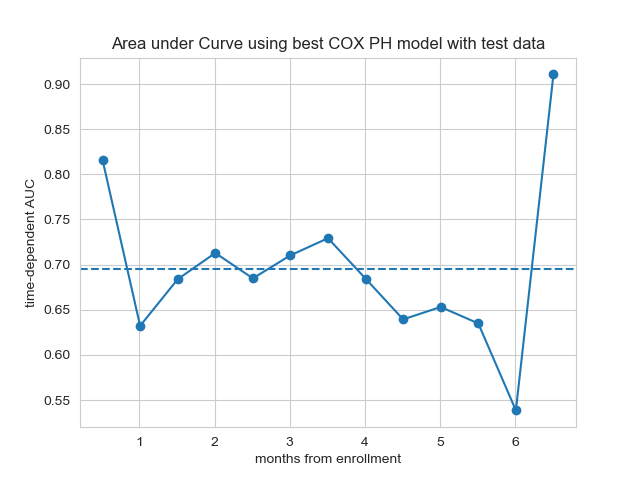 Area under Curve using best COX PH model with test data
time-dependent AUC
0.90
0.85
0.80
0.75
0.70
0.65
0.60
0.55
1 2 3 4 5 6
months from enrollment